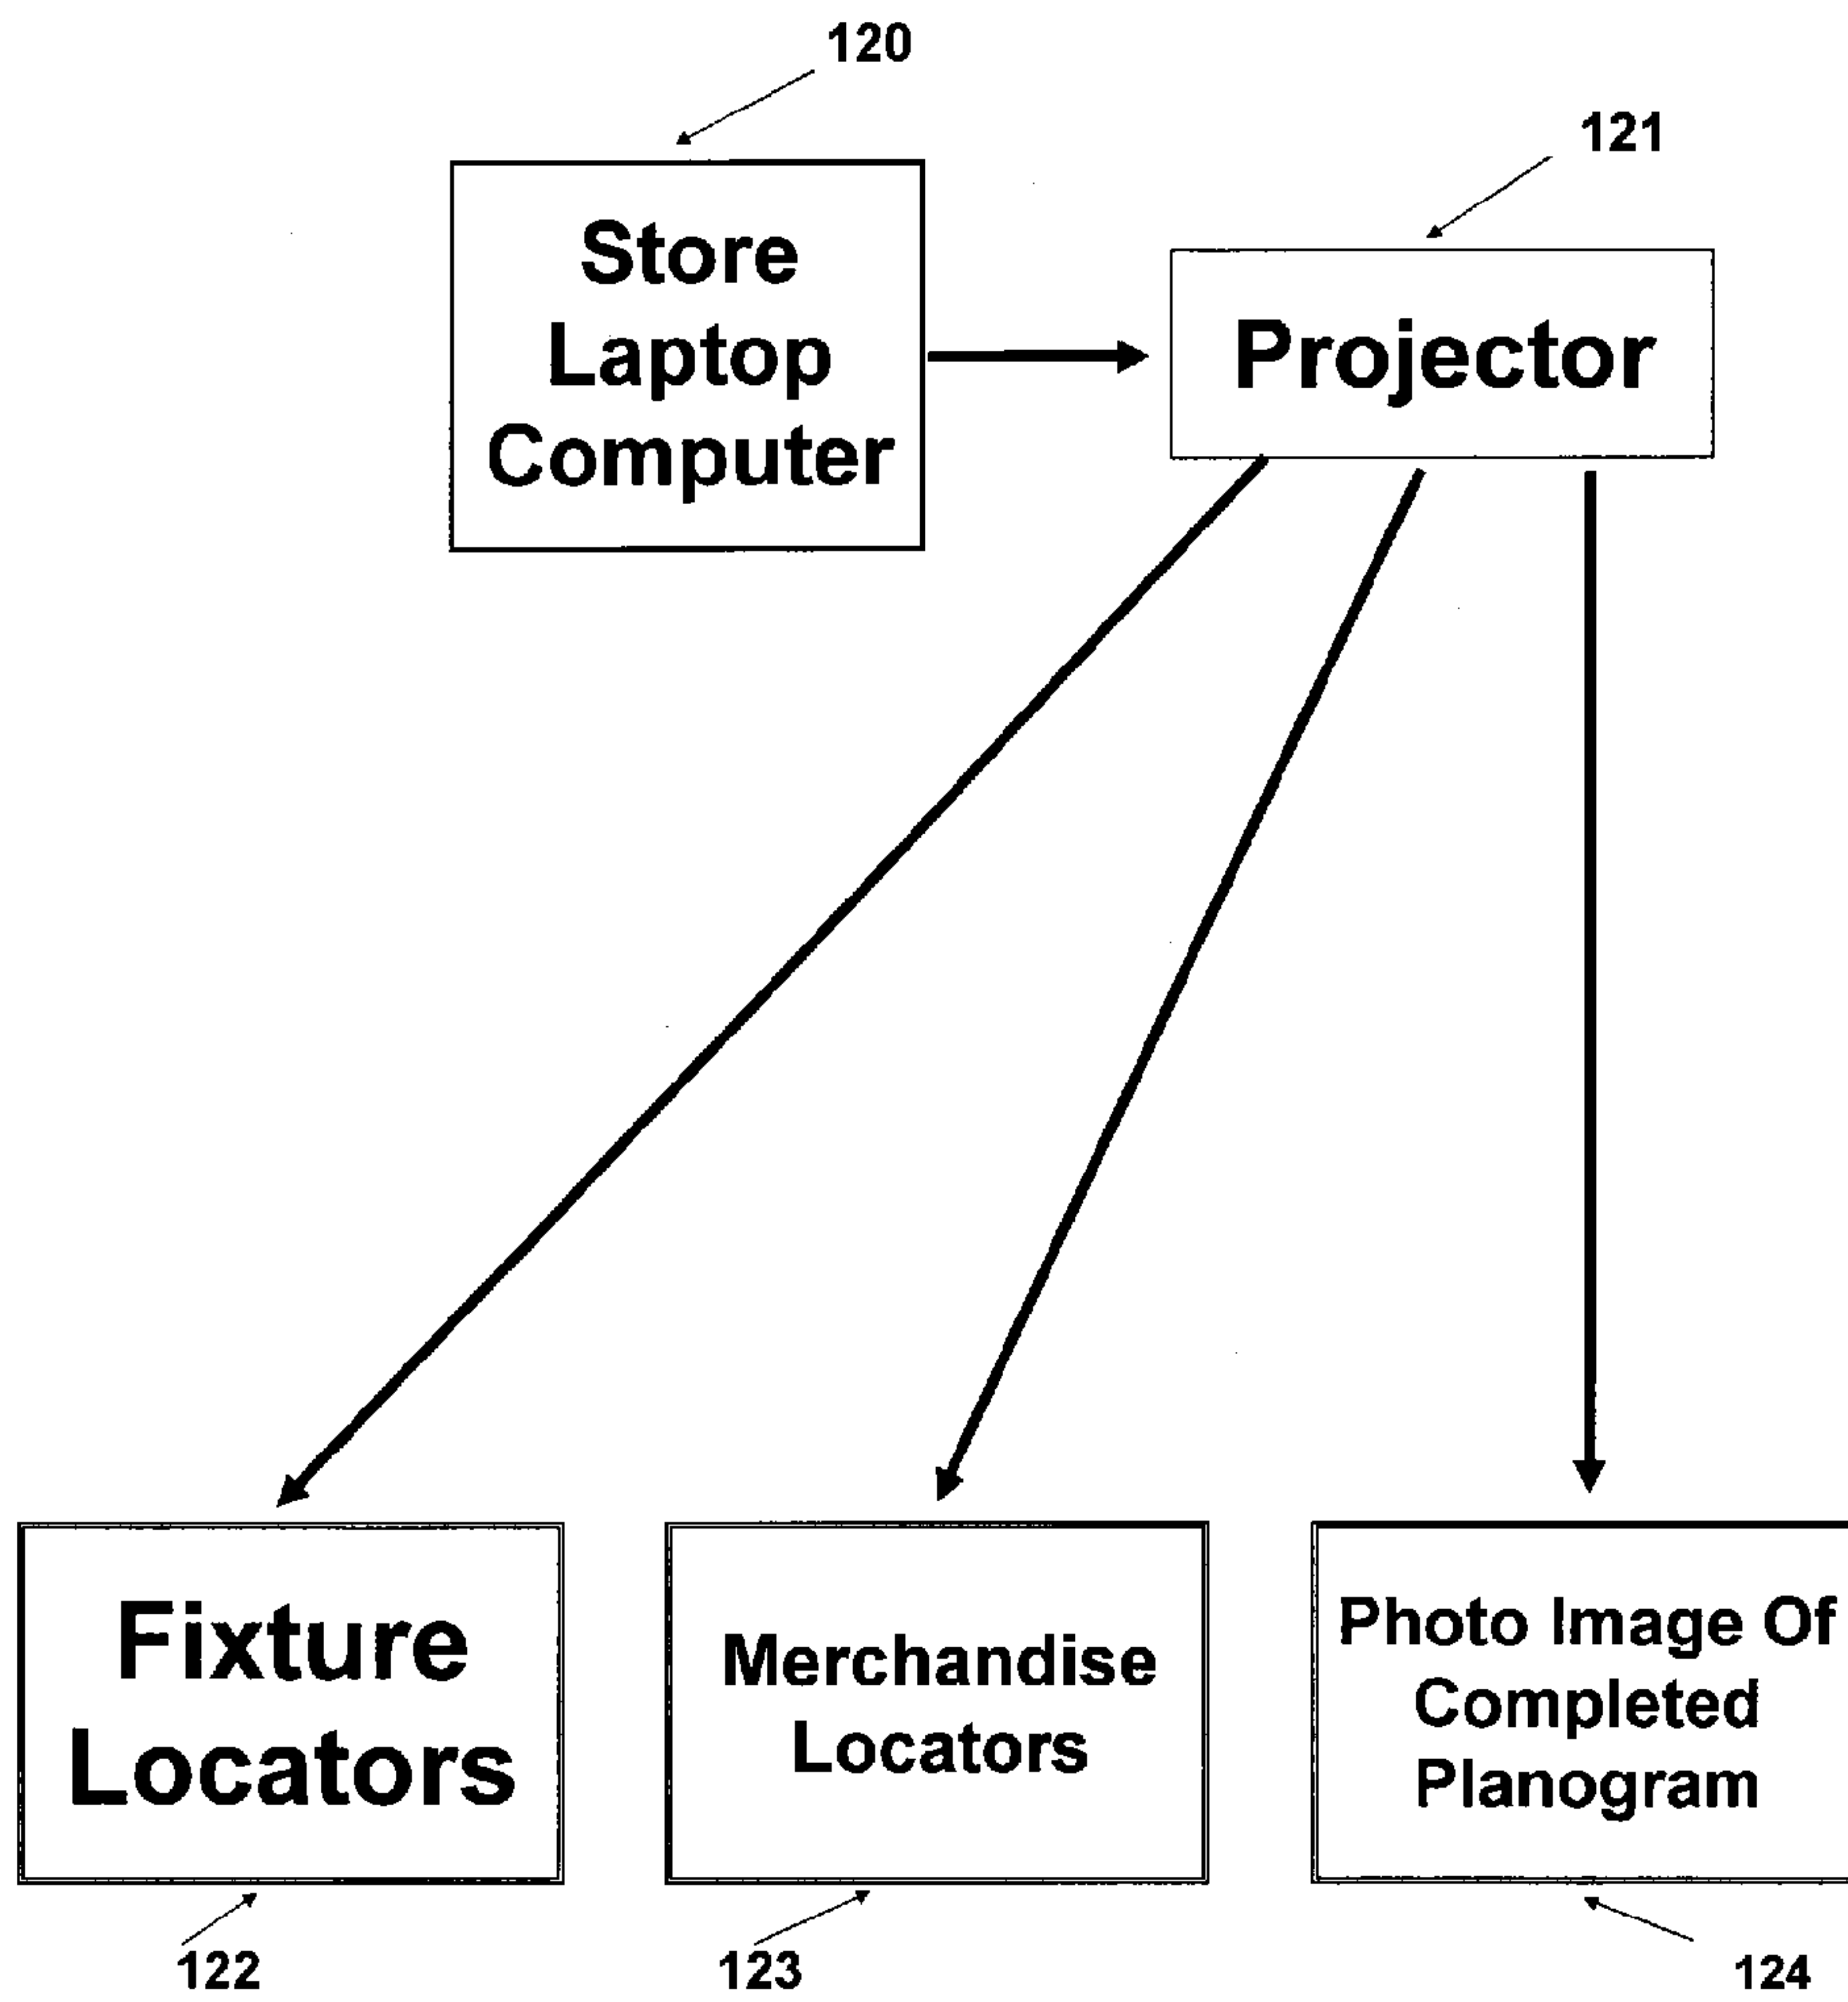 120
121
Store
Laptop
Computer
Projector
Fixture
Locators
Merchandise
Locators
Photo Image Of
Completed
Planogram
122
123
124